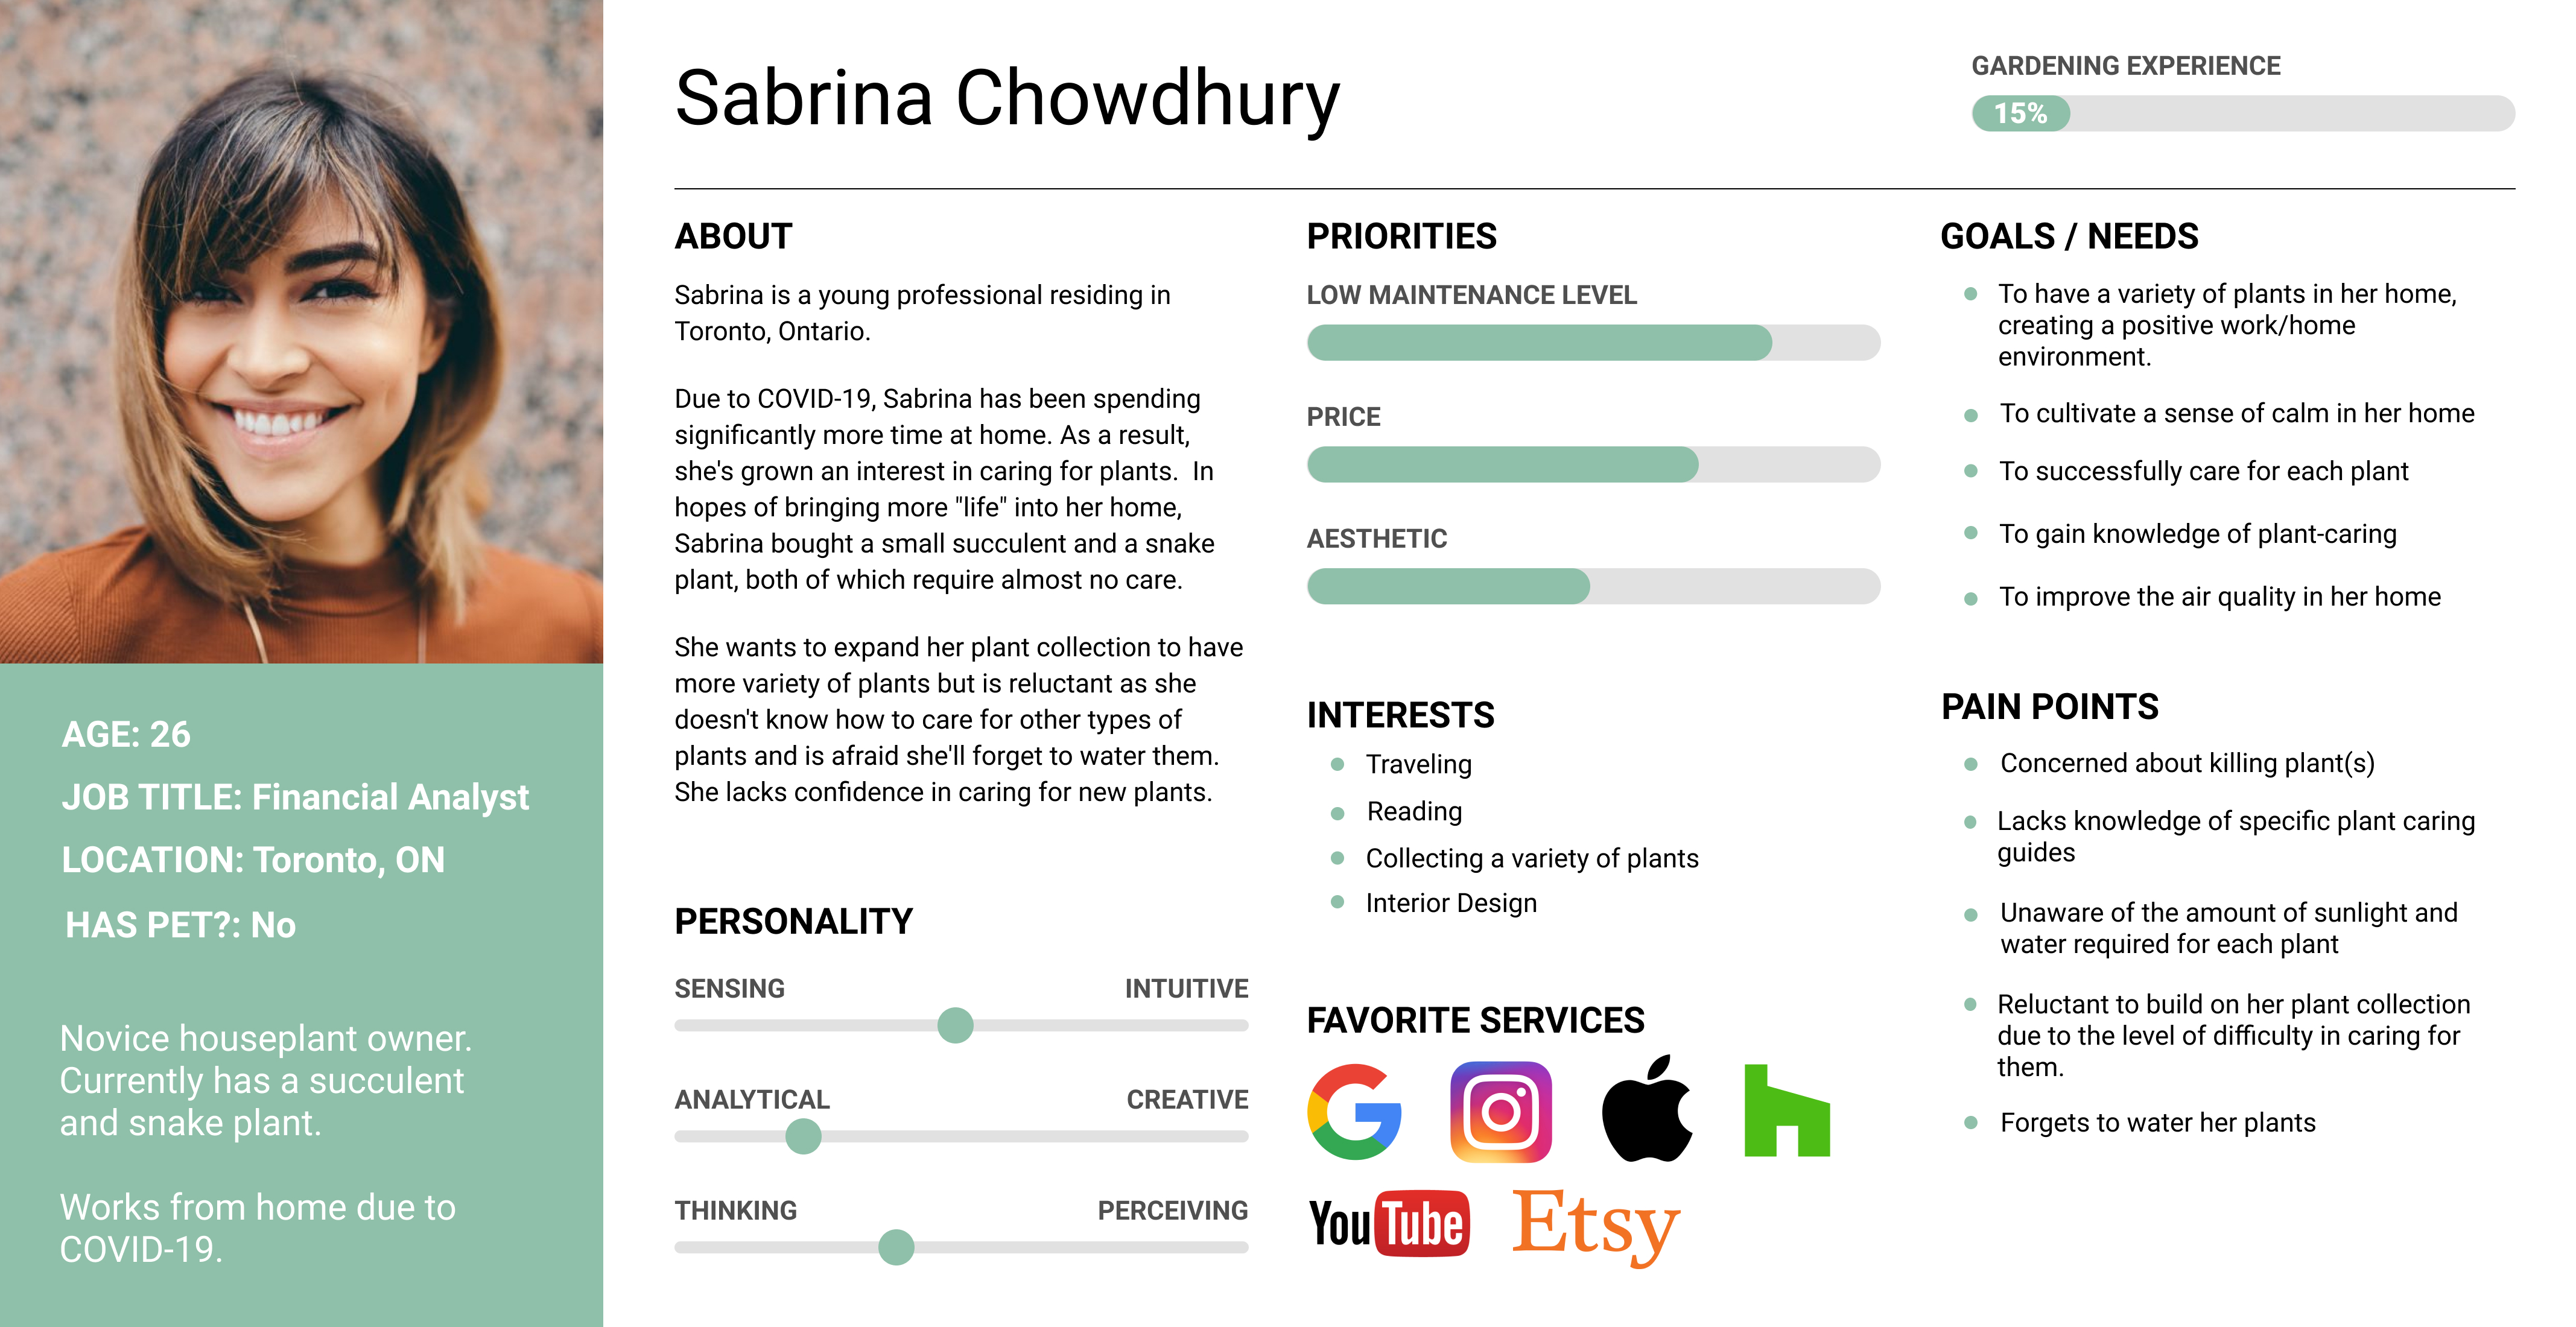 Sabrina Chowdhury
GARDENING EXPERIENCE
15%
AGE: 26
JOB TITLE: Financial Analyst
LOCATION: Toronto, ON
HAS PET?: No
Novice houseplant owner.
Currently has a succulent
and snake plant.
Works from home due to
COVID-19.
ABOUT
Sabrina is a young professional residing in
Toronto, Ontario.
Due to COVID-19, Sabrina has been spending
significantly more time at home. As a result,
she's grown an interest in caring for plants.  In
hopes of bringing more "life" into her home,
Sabrina bought a small succulent and a snake
plant, both of which require almost no care.
She wants to expand her plant collection to have
more variety of plants but is reluctant as she
doesn't know how to care for other types of
plants and is afraid she'll forget to water them.
She lacks confidence in caring for new plants.
PERSONALITY
SENSING INTUITIVE
ANALYTICAL CREATIVE
THINKING PERCEIVING
PRIORITIES
LOW MAINTENANCE LEVEL
PRICE
AESTHETIC
INTERESTS
Traveling
Reading
Collecting a variety of plants
Interior Design
FAVORITE SERVICES
YouTube Etsy
GOALS / NEEDS
To have a variety of plants in her home,
creating a positive work/home
environment.
To cultivate a sense of calm in her home
To successfully care for each plant
To gain knowledge of plant-caring
To improve the air quality in her home
PAIN POINTS
Concerned about killing plant(s)
Lacks knowledge of specific plant caring
guides
Unaware of the amount of sunlight and
water required for each plant
Reluctant to build on her plant collection
due to the level of difficulty in caring for
them.
Forgets to water her plants